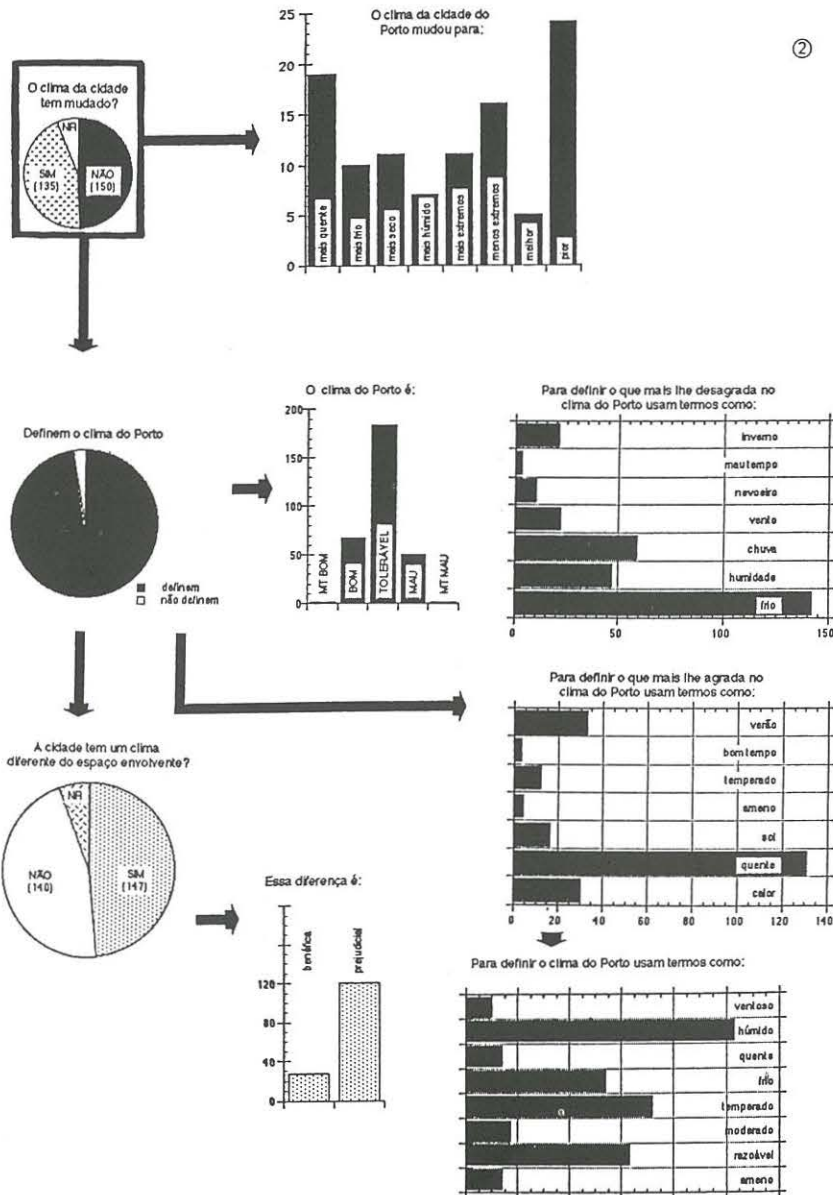 O clima da cidade do
Porto mudou para:
②
25
20
15
10
5
0
mais quente
mais frio
mais seco
mais húmido
mais extremos
menos extremos
melhor
pior
O clima da cidade
tem mudado?
NR
SIM
(135)
NÃO
(150)
Definem o clima do Porto
definem
não definem
O clima do Porto é:
200
150
100
50
0
MT BOM
BOM
TOLERÁVEL
MAU
MT MAU
Para definir o que mais lhe desagrada no
clima do Porto usam termos como:
inverno
mau tempo
nevoeiro
vento
chuva
humidade
frio
0 50 100 150
Para definir o que mais lhe agrada no
clima do Porto usam termos como:
verão
bom tempo
temperado
ameno
sol
quente
calor
0 20 40 60 80 100 120 140
A cidade tem um clima
diferente do espaço envolvente?
NR
NÃO
(140)
SIM
(147)
Essa diferença é:
benéfica
prejudicial
120
80
40
0
Para definir o clima do Porto usam termos como:
ventoso
húmido
quente
frio
temperado
moderado
razoável
ameno